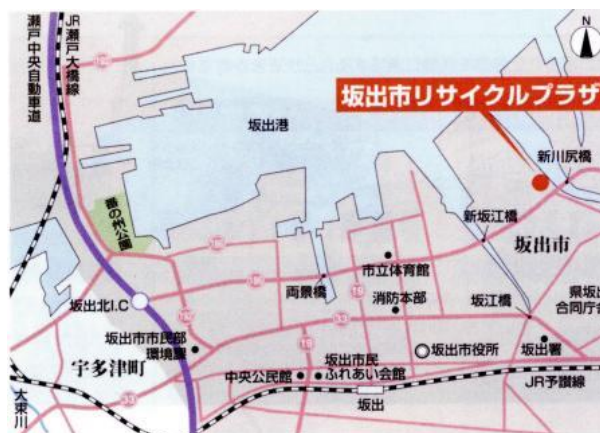 瀬戸中央自動車道
JR瀬戸大橋線
N
坂出市リサイクルプラザ
坂出港
新川尻橋
番の州公園
新坂江橋
坂出市
市立体育館
両景橋
消防本部
坂江橋
県坂出
合同庁舎
坂出北I.C
19
33
坂出市市民部
環境課
坂出市役所
坂出署
宇多津町
16
中央公民館
坂出市民
ふれあい会館
JR予讃線
坂出
大束川
33